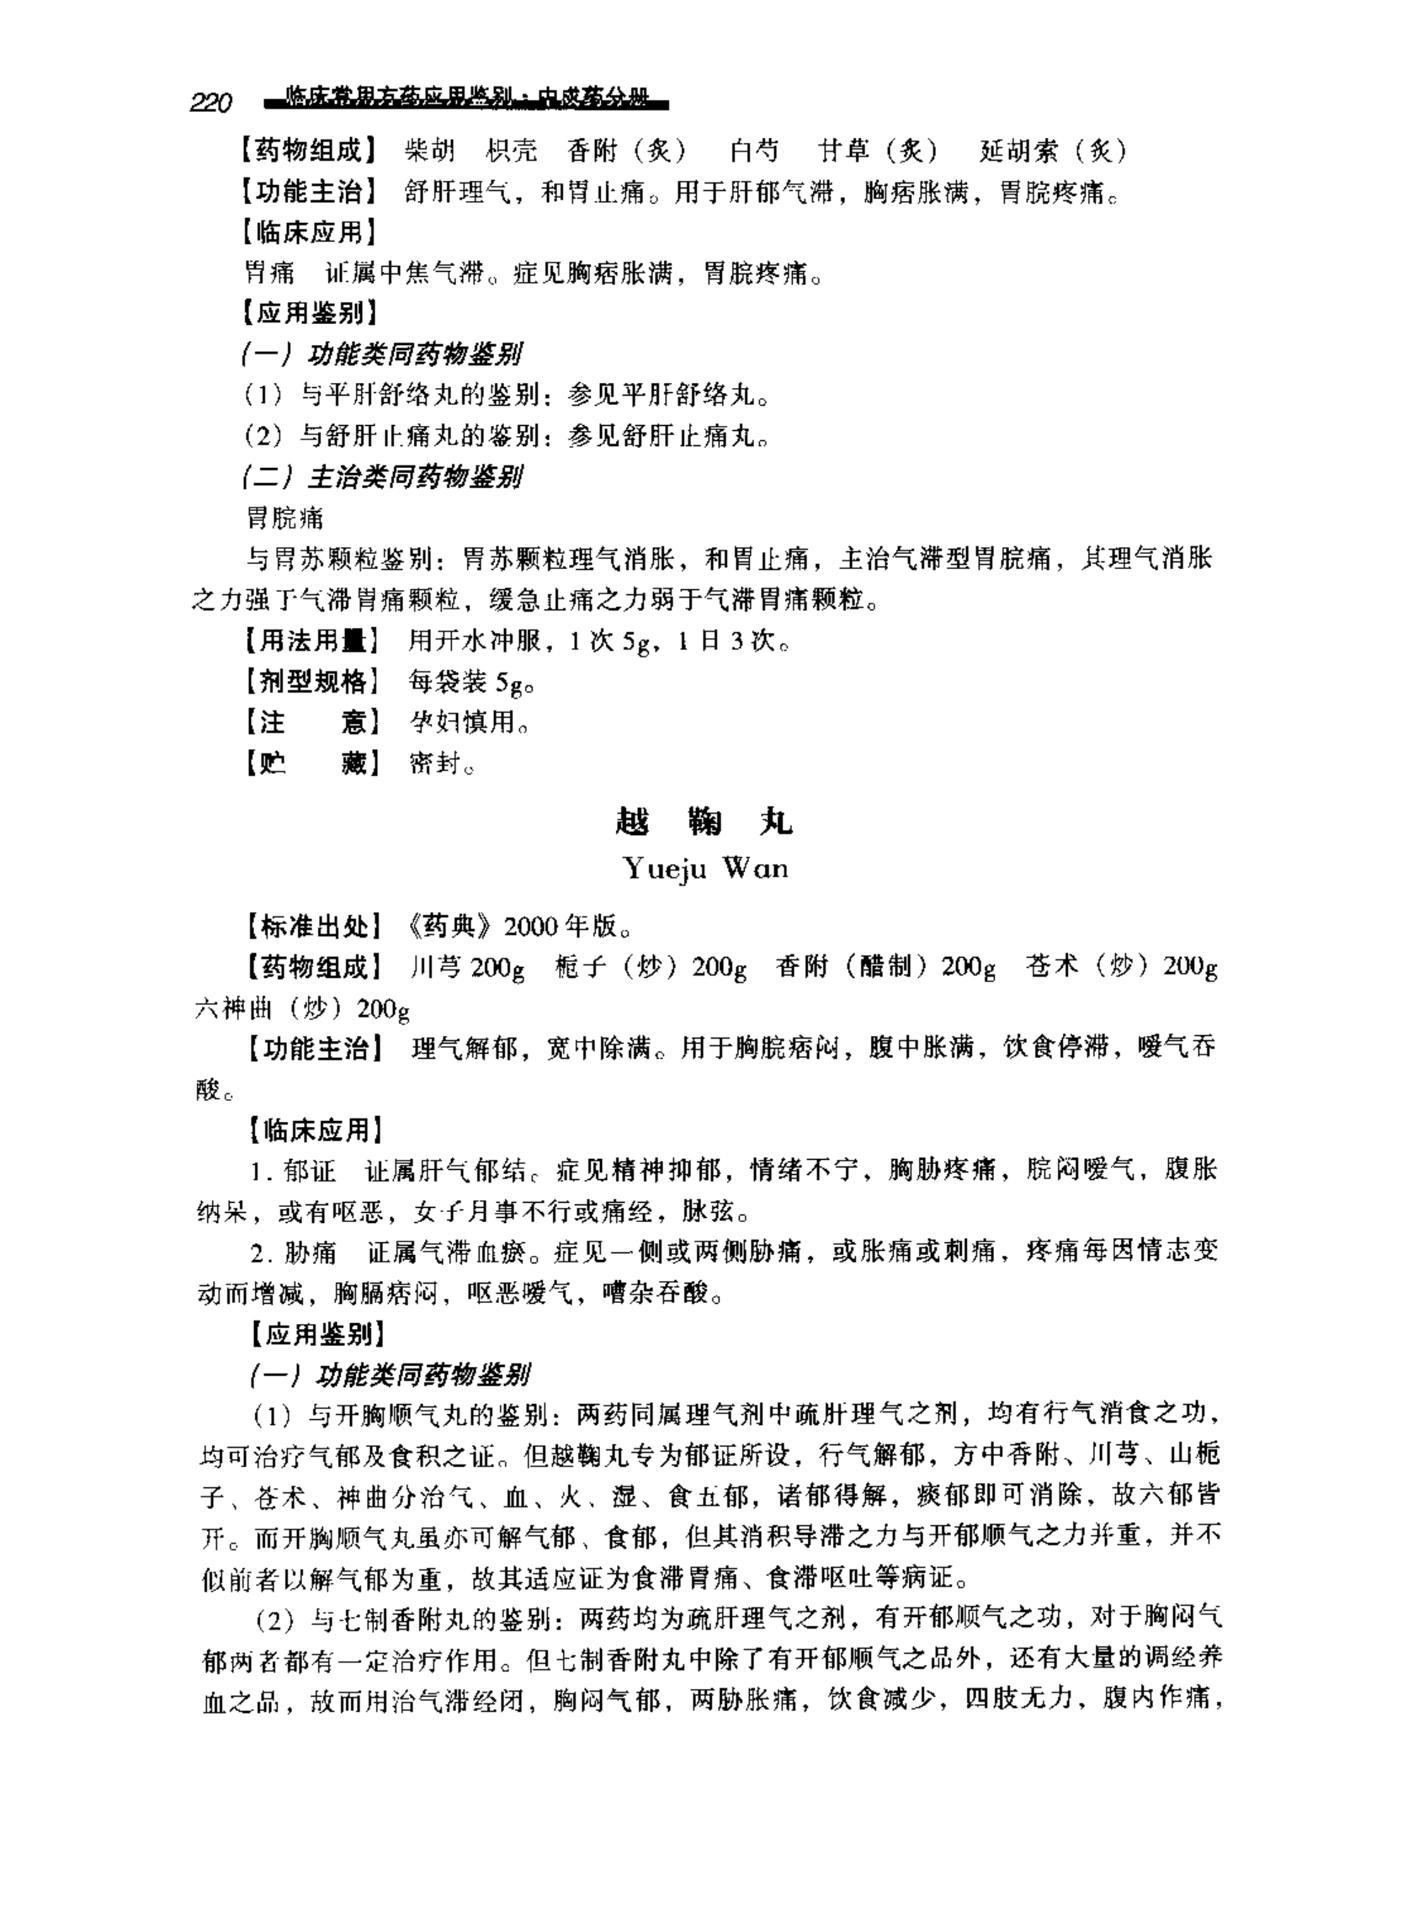 220 临床常用方药应用鉴别：中成药分册
【药物组成】 柴胡 枳壳 香附（炙） 白芍 甘草（炙） 延胡索（炙）
【功能主治】 舒肝理气，和胃止痛。用于肝郁气滞，胸痞胀满，胃脘疼痛。
【临床应用】
胃痛 证属中焦气滞。症见胸痞胀满，胃脘疼痛。
【应用鉴别】
（一）功能类同药物鉴别
（1）与平肝舒络丸的鉴别：参见平肝舒络丸。
（2）与舒肝止痛丸的鉴别：参见舒肝止痛丸。
（二）主治类同药物鉴别
胃脘痛
与胃苏颗粒鉴别：胃苏颗粒理气消胀，和胃止痛，主治气滞型胃脘痛，其理气消胀
之力强于气滞胃痛颗粒，缓急止痛之力弱于气滞胃痛颗粒。
【用法用量】 用开水冲服，1次5g，1日3次。
【剂型规格】 每袋装5g。
【注 意】 孕妇慎用。
【贮 藏】 密封。
越 鞠 丸
Yueju Wan
【标准出处】《药典》2000年版。
【药物组成】 川芎200g 栀子（炒）200g 香附（醋制）200g 苍术（炒）200g
六神曲（炒）200g
【功能主治】 理气解郁，宽中除满。用于胸脘痞闷，腹中胀满，饮食停滞，嗳气吞
酸。
【临床应用】
1. 郁证 证属肝气郁结。症见精神抑郁，情绪不宁，胸胁疼痛，脘闷嗳气，腹胀
纳呆，或有呕恶，女子月事不行或痛经，脉弦。
2. 胁痛 证属气滞血瘀。症见一侧或两侧胁痛，或胀痛或刺痛，疼痛每因情志变
动而增减，胸膈痞闷，呕恶嗳气，嘈杂吞酸。
【应用鉴别】
（一）功能类同药物鉴别
（1）与开胸顺气丸的鉴别：两药同属理气剂中疏肝理气之剂，均有行气消食之功，
均可治疗气郁及食积之证。但越鞠丸专为郁证所设，行气解郁，方中香附、川芎、山栀
子、苍术、神曲分治气、血、火、湿、食五郁，诸郁得解，痰郁即可消除，故六郁皆
开。而开胸顺气丸虽亦可解气郁、食郁，但其消积导滞之力与开郁顺气之力并重，并不
似前者以解气郁为重，故其适应证为食滞胃痛、食滞呕吐等病证。
（2）与七制香附丸的鉴别：两药均为疏肝理气之剂，有开郁顺气之功，对于胸闷气
郁两者都有一定治疗作用。但七制香附丸中除了有开郁顺气之品外，还有大量的调经养
血之品，故而用治气滞经闭，胸闷气郁，两胁胀痛，饮食减少，四肢无力，腹内作痛，